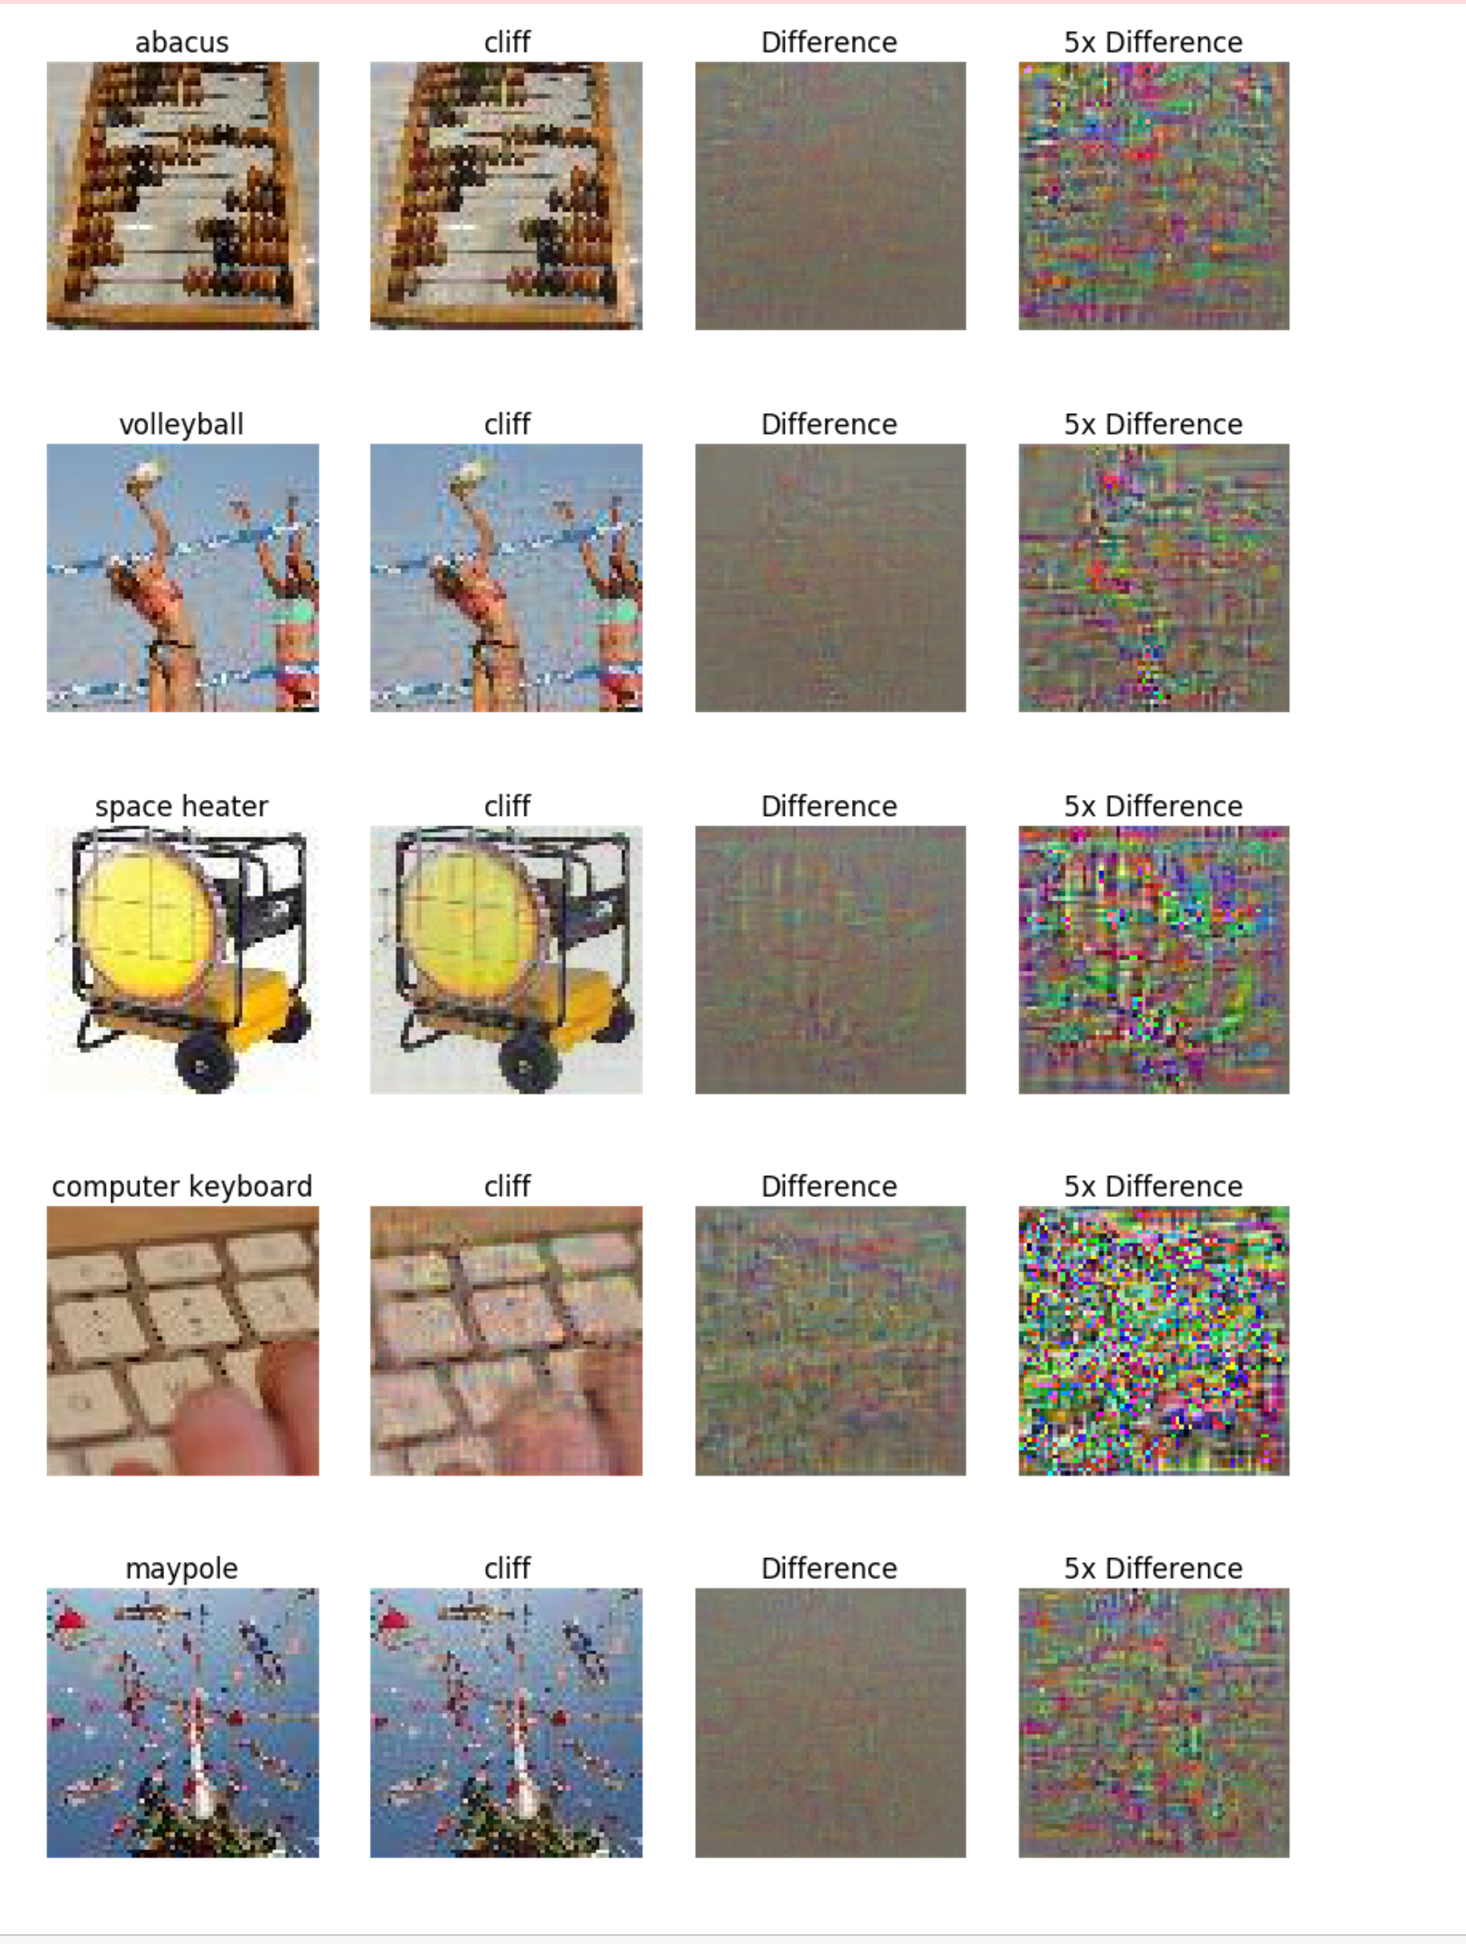 abacus cliff Difference 5x Difference
volleyball cliff Difference 5x Difference
space heater cliff Difference 5x Difference
computer keyboard cliff Difference 5x Difference
maypole cliff Difference 5x Difference